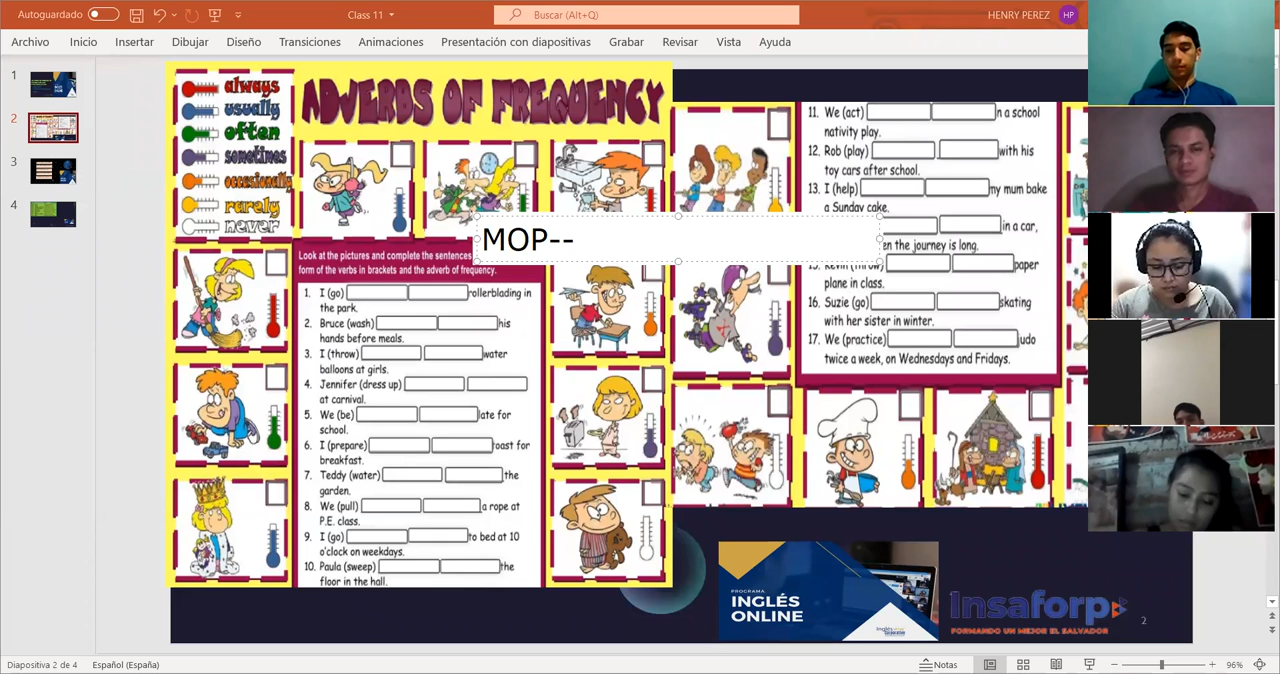 Autoguardado
Class 11
Buscar (Alt+Q)
HENRY PEREZ
HP
Archivo Inicio Insertar Dibujar Diseño Transiciones Animaciones Presentación con diapositivas Grabar Revisar Vista Ayuda
1
2
3
4
always
usually
often
sometimes
occasionally
rarely
never
ADVERBS OF FREQUENCY
MOP--
Look at the pictures and complete the sentences
form of the verbs in brackets and the adverb of frequency.
1. I (go) rollerblading in
the park.
2. Bruce (wash) his
hands before meals.
3. I (throw) water
balloons at girls.
4. Jennifer (dress up)
at carnival.
5. We (be) late for
school.
6. I (prepare) toast for
breakfast.
7. Teddy (water) the
garden.
8. We (pull) a rope at
P.E. class.
9. I (go) to bed at 10
o'clock on weekdays.
10. Paula (sweep) the
floor in the hall.
11. We (act) n a school
nativity play.
12. Rob (play) with his
toy cars after school.
13. I (help) my mum bake
a Sunday cake.
in a car,
en the journey is long.
15. Kevin (throw) paper
plane in class.
16. Suzie (go) skating
with her sister in winter.
17. We (practice) udo
twice a week, on Wednesdays and Fridays.
PROGRAMA
INGLÉS
ONLINE
Insaforp
FORMANDO UN MEJOR EL SALVADOR
2
Diapositiva 2 de 4 Español (España) Notas 96%